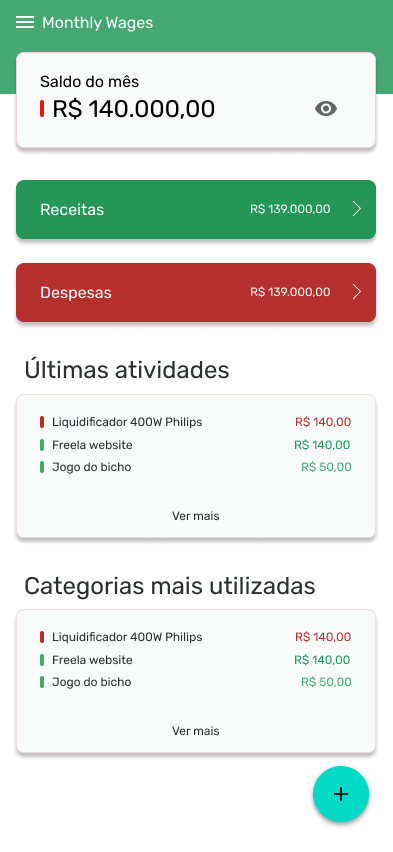 Monthly Wages
Saldo do mês
R$ 140.000,00
Receitas R$ 139.000,00
Despesas R$ 139.000,00
Últimas atividades
Liquidificador 400W Philips R$ 140,00
Freela website R$ 140,00
Jogo do bicho R$ 50,00
Ver mais
Categorias mais utilizadas
Liquidificador 400W Philips R$ 140,00
Freela website R$ 140,00
Jogo do bicho R$ 50,00
Ver mais